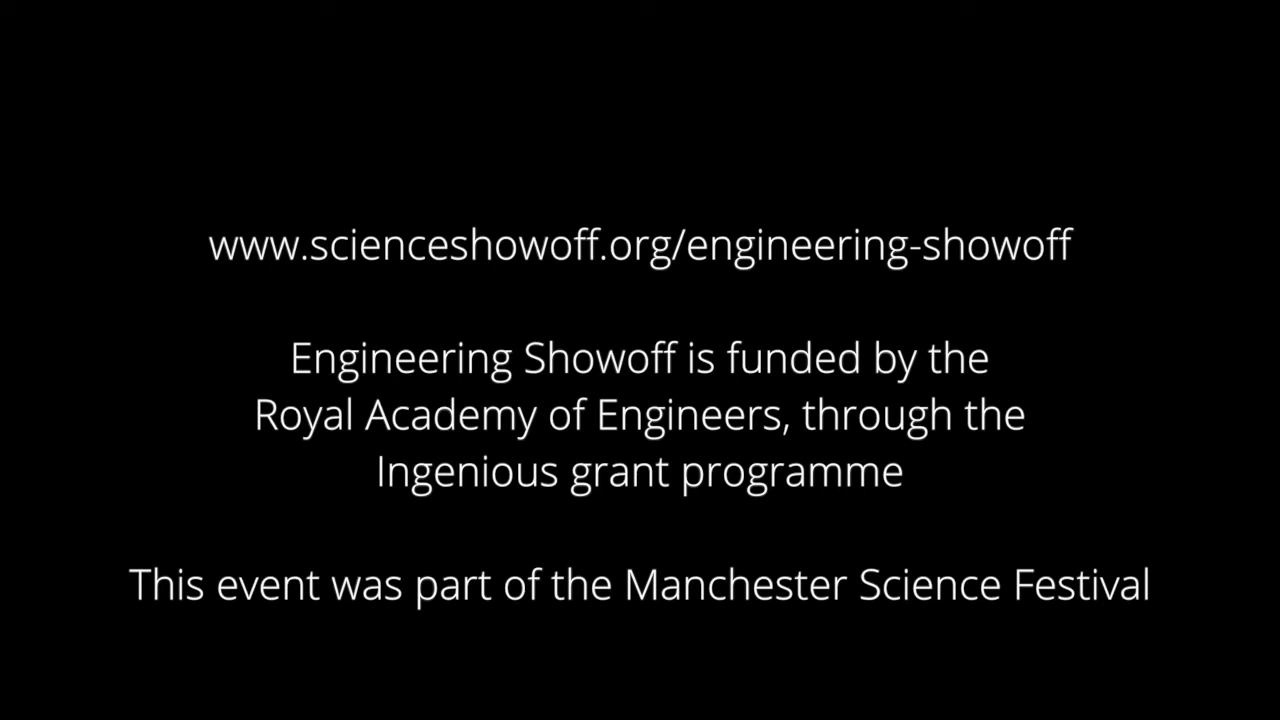 www.scienceshowoff.org/engineering-showoff
Engineering Showoff is funded by the
Royal Academy of Engineers, through the
Ingenious grant programme
This event was part of the Manchester Science Festival